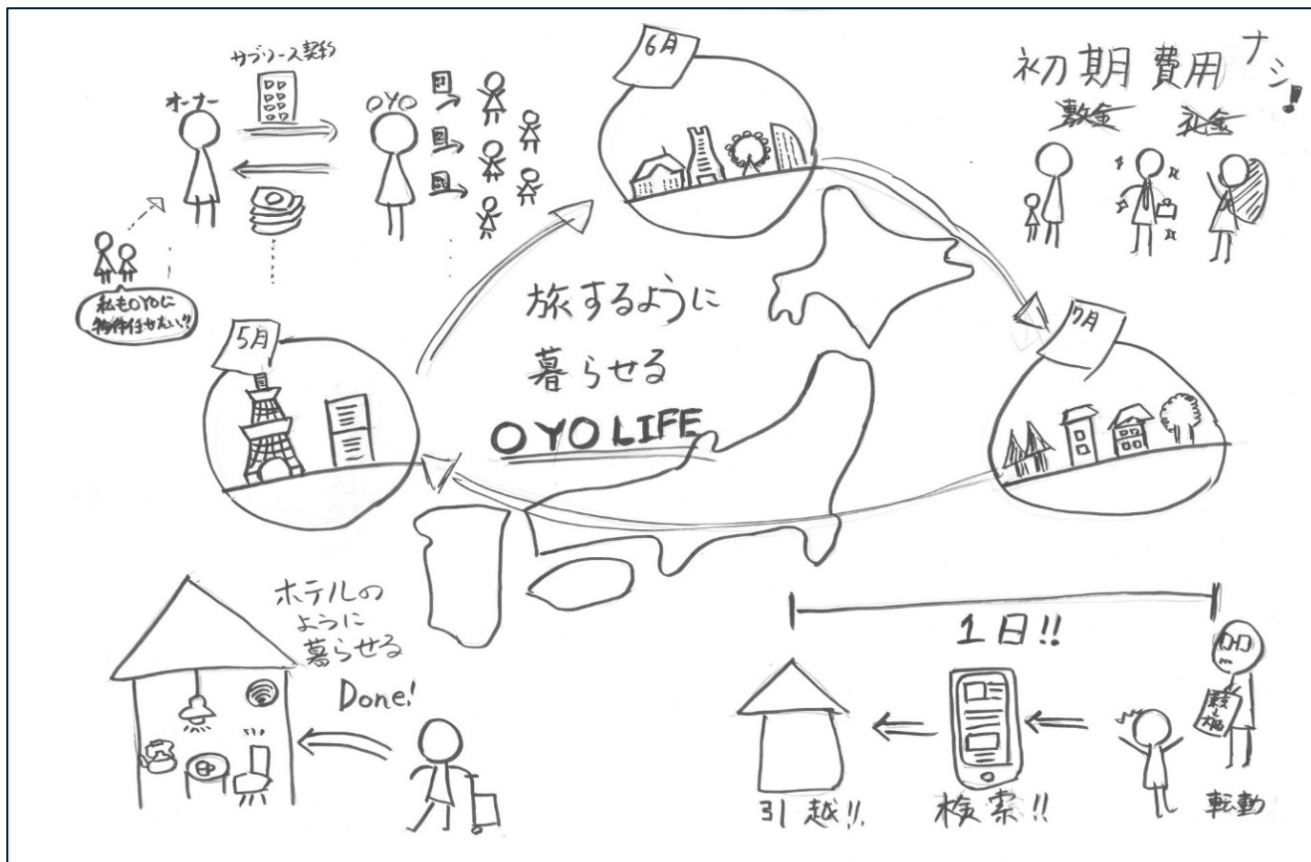 サブリース契約
オーナー
OYO
私もOYOに
物件任せたい!!
6月
初期費用ナシ!!
敷金
礼金
5月
7月
旅するように
暮らせる
OYO LIFE
ホテルの
ように
暮らせる
Done!
1日!!
引越!!
検索!!
転動